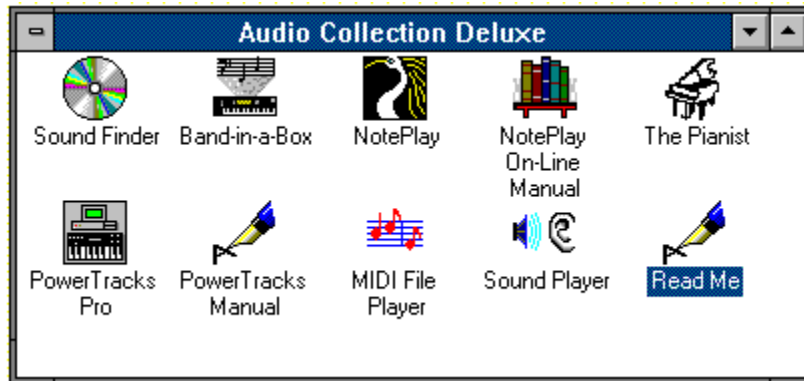 Audio Collection Deluxe
Sound Finder
Band-in-a-Box
NotePlay
NotePlay
On-Line
Manual
The Pianist
PowerTracks
Pro
PowerTracks
Manual
MIDI File
Player
Sound Player
Read Me